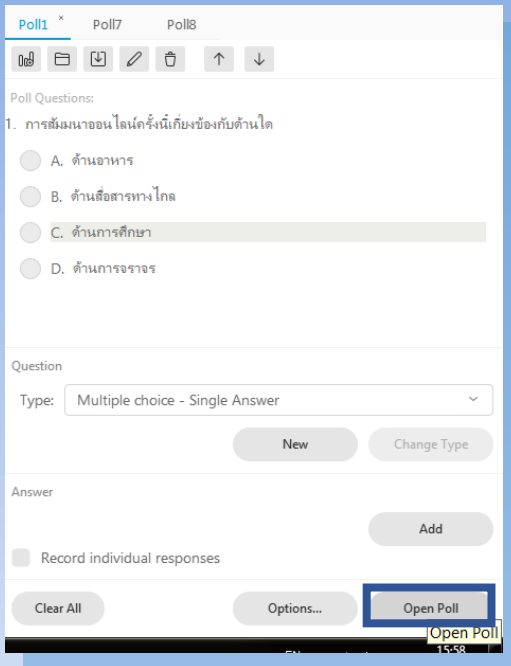 Poll1 × Poll7 Poll8
Poll Questions:
1. การสัมมนาออนไลน์ครั้งนี้เกี่ยงข้องกับด้านใด
A. ด้านอาหาร
B. ด้านสื่อสารทางไกล
C. ด้านการศึกษา
D. ด้านการจราจร
Question
Type: Multiple choice - Single Answer
New Change Type
Answer
Add
Record individual responses
Clear All Options... Open Poll
Open Poll
15:58